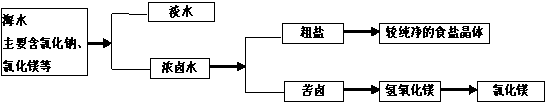 海水
主要含氯化钠、
氯化镁等
淡水
浓卤水
粗盐
较纯净的食盐晶体
苦卤
氢氧化镁
氯化镁